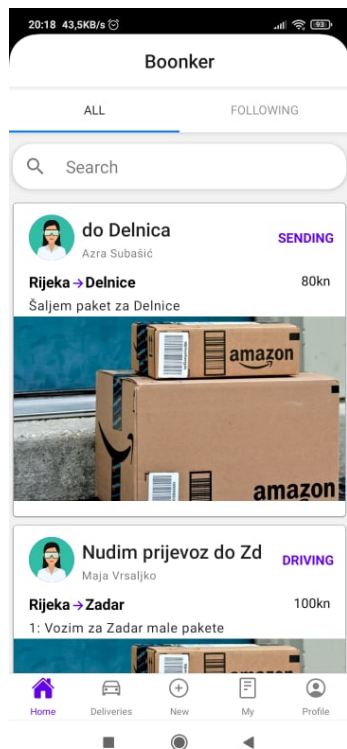 20:18 43,5KB/s
93
Boonker
ALL
FOLLOWING
Search
do Delnica
Azra Subašić
SENDING
Rijeka→Delnice
80kn
Šaljem paket za Delnice
amazon
amazon
Nudim prijevoz do Zd
Maja Vrsaljko
DRIVING
Rijeka→Zadar
100kn
1: Vozim za Zadar male pakete
amazon
Home
Deliveries
New
My
Profile